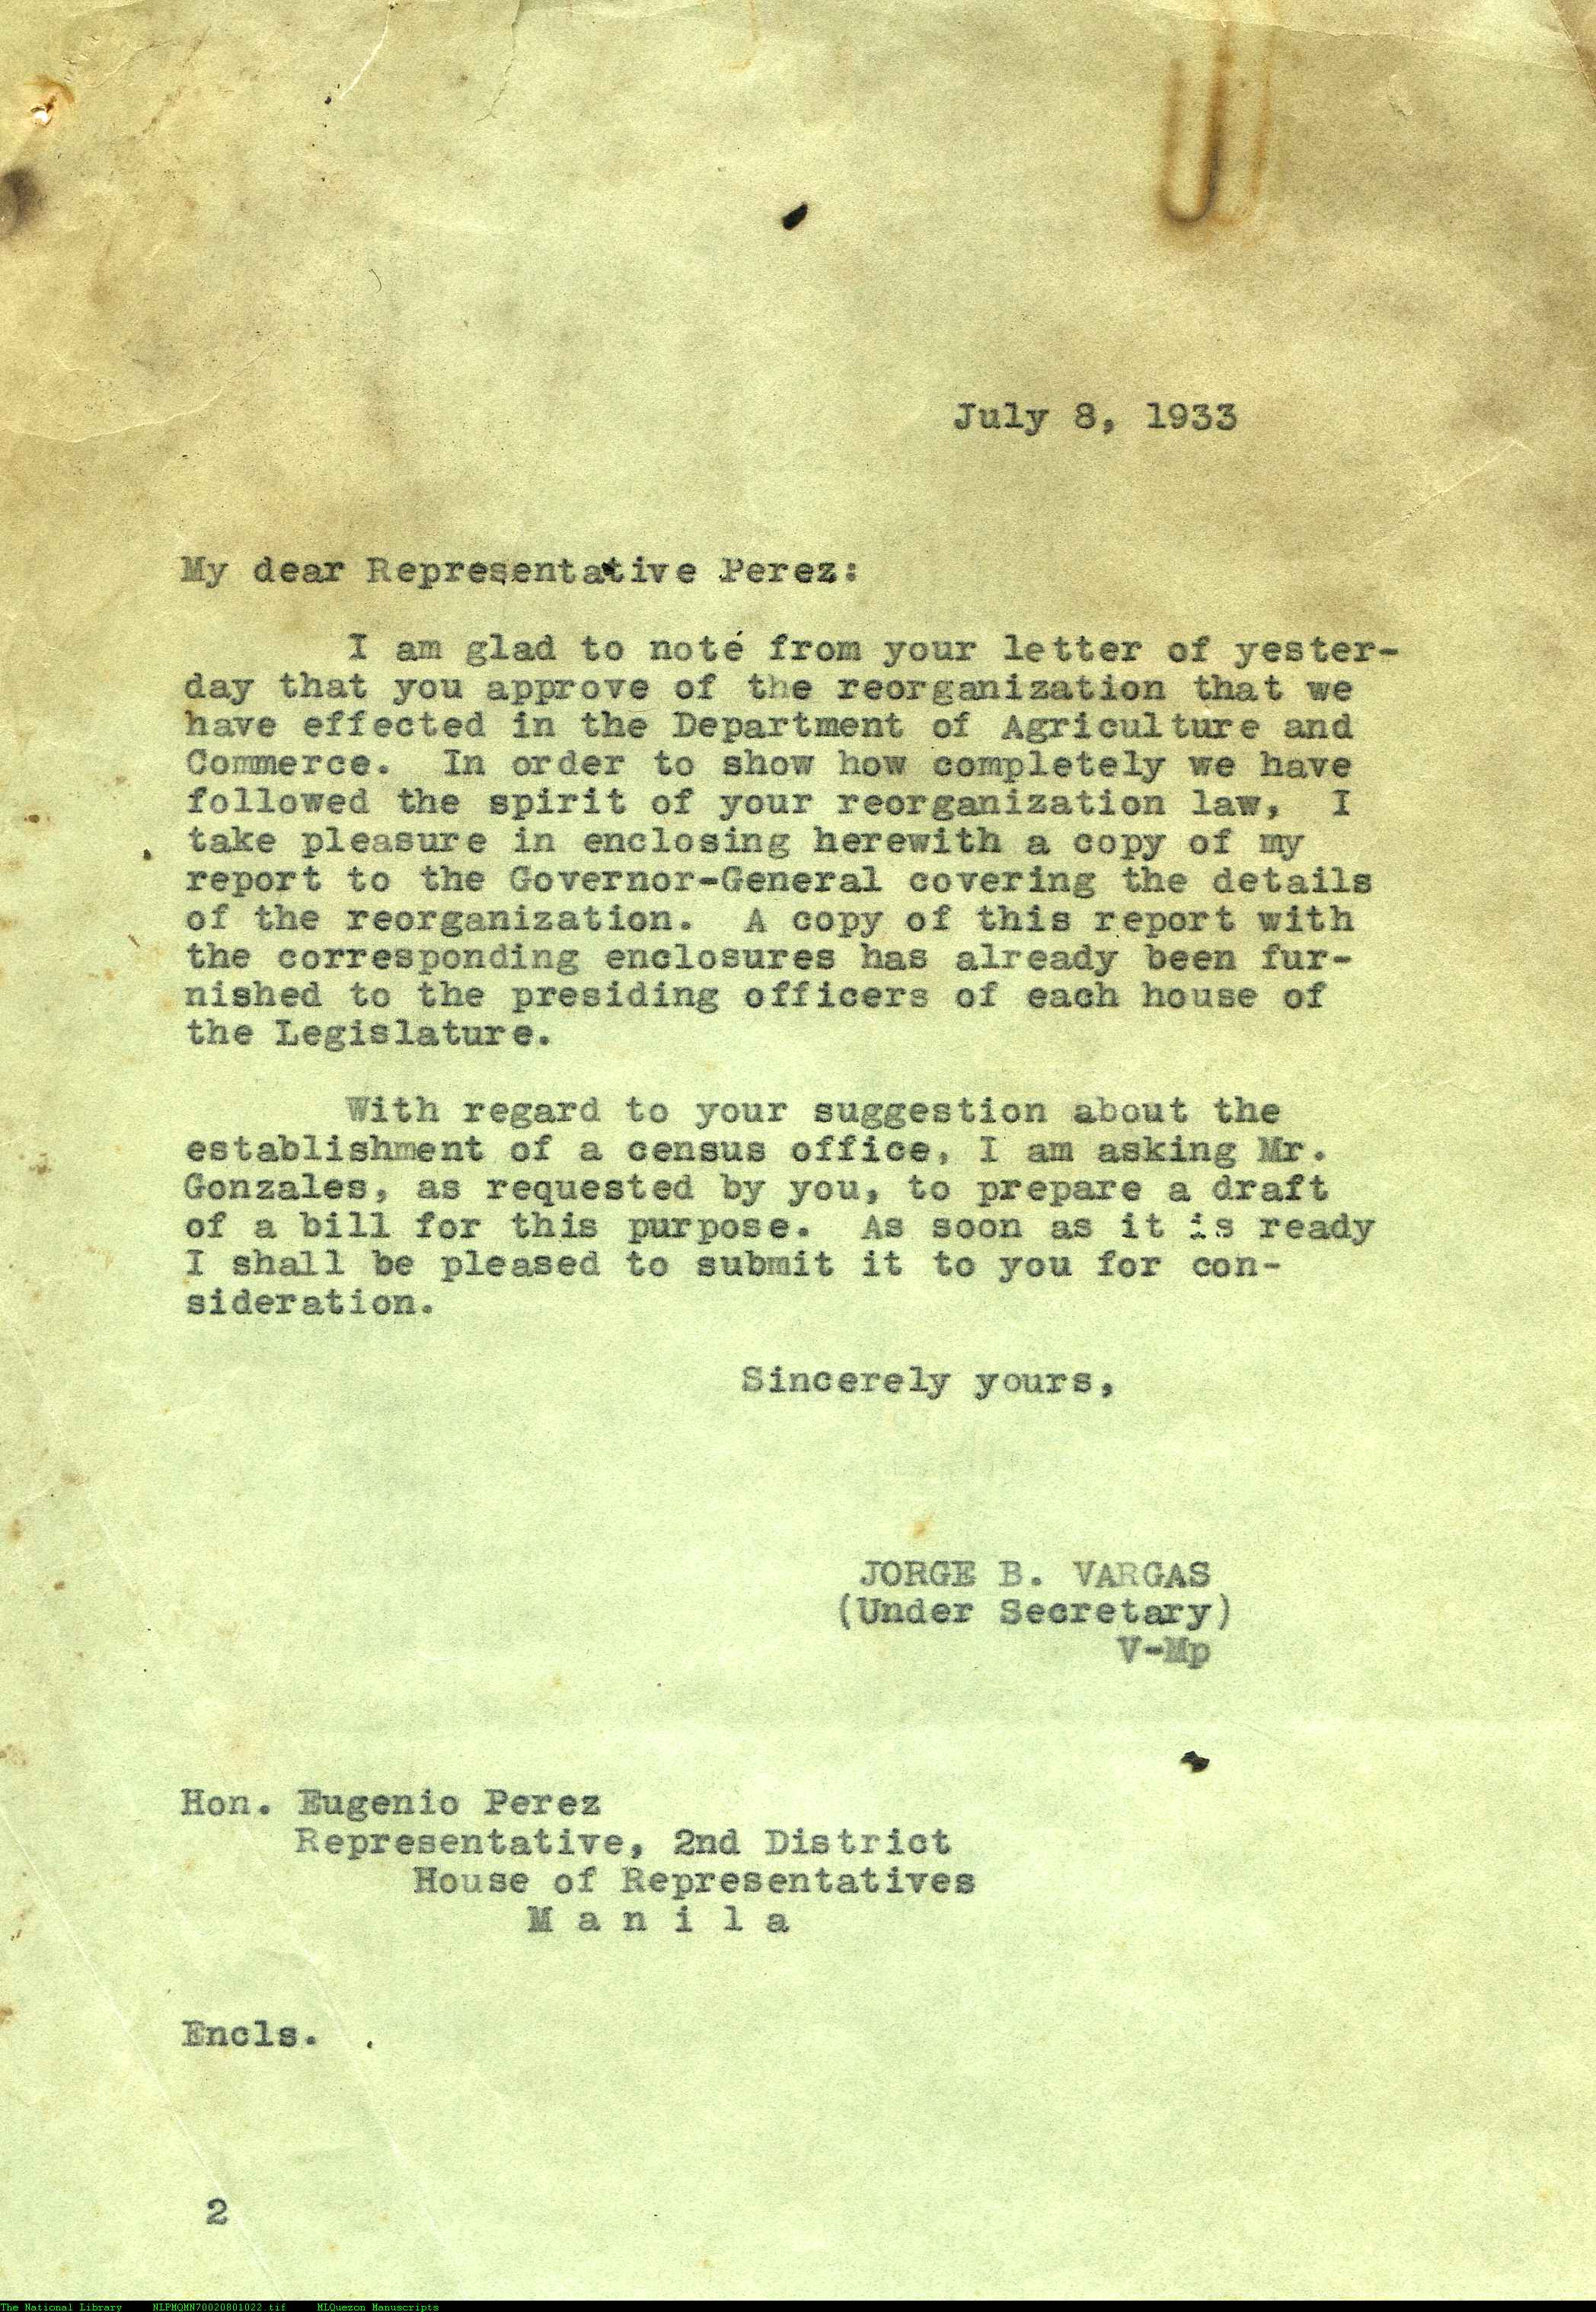 July 8, 1933
My dear Representative Perez:
I am glad to note from your letter of yester-
day that you approve of the reorganization that we
have effected in the Department of Agriculture and
Commerce. In order to show how completely we have
followed the spirit of your reorganization law, I
take pleasure in enclosing herewith a copy of my
report to the Governor-General covering the details
of the reorganization. A copy of this report with
the corresponding enclosures has already been fur-
nished to the presiding officers of each house of
the Legislature.
With regard to your suggestion about the
establishment of a census office, I am asking Mr.
Gonzales, as requested by you, to prepare a draft
of a bill for this purpose. As soon as it is ready
I shall be pleased to submit it to you for con-
sideration.
Sincerely yours,
JORGE B. VARGAS
(Under Secretary)
V-Mp
Hon. Eugenio Perez
Representative, 2nd District
House of Representatives
M a n i l a
Encls.
2
The National Library NLPMQMN70020801022.tif MLQuezon Manuscripts